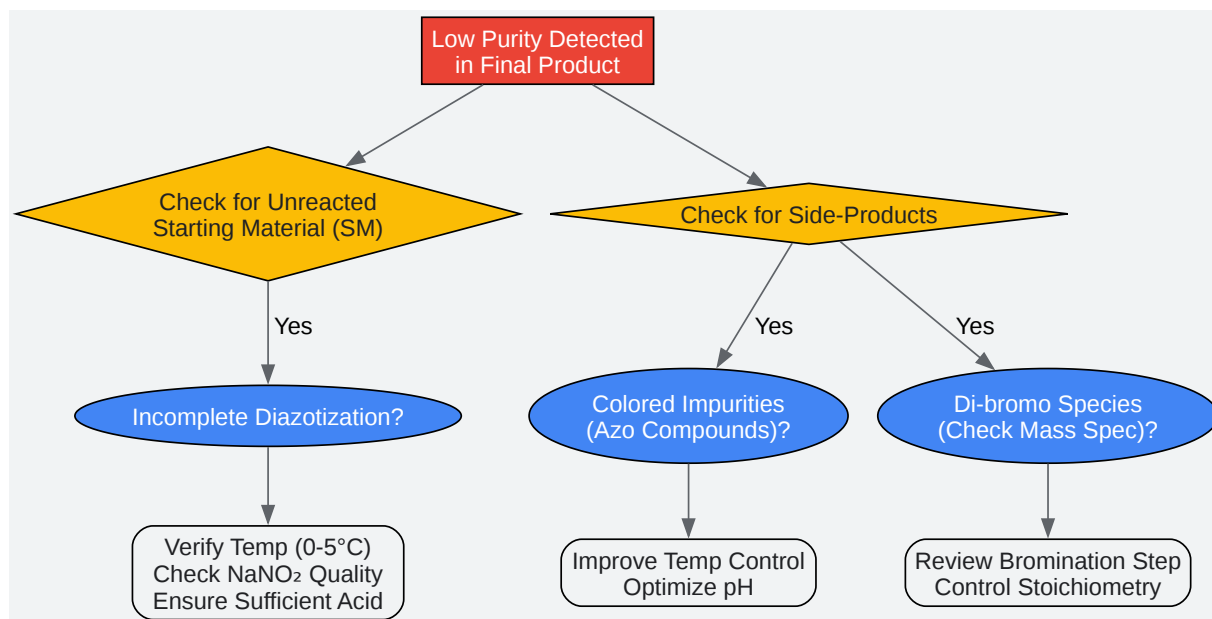 Low Purity Detected
in Final Product
Check for Unreacted
Starting Material (SM)
Check for Side-Products
Yes
Yes
Yes
Incomplete Diazotization?
Colored Impurities
(Azo Compounds)?
Di-bromo Species
(Check Mass Spec)?
Verify Temp (0-5°C)
Check NaNO₂ Quality
Ensure Sufficient Acid
Improve Temp Control
Optimize pH
Review Bromination Step
Control Stoichiometry